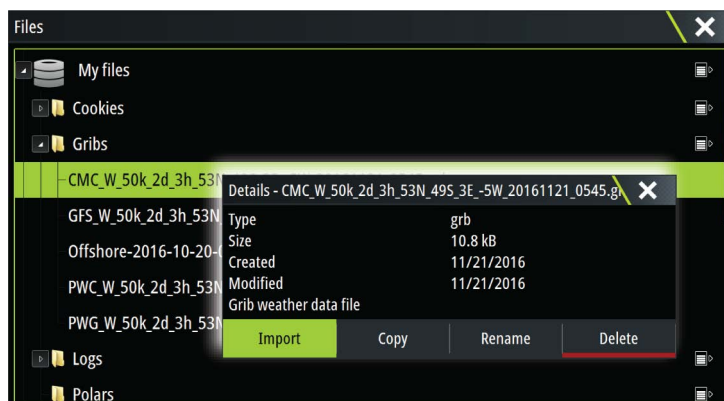 Files
My files
Cookies
Gribs
CMC_W_50k_2d_3h_53N
Details - CMC_W_50k_2d_3h_53N_49S_3E_-5W_20161121_0545.gr
GFS_W_50k_2d_3h_53N
Type grb
Size 10.8 kB
Offshore-2016-10-20-
Created 11/21/2016
PWC_W_50k_2d_3h_53N
Modified 11/21/2016
Grib weather data file
PWG_W_50k_2d_3h_53N
Import Copy Rename Delete
Logs
Polars